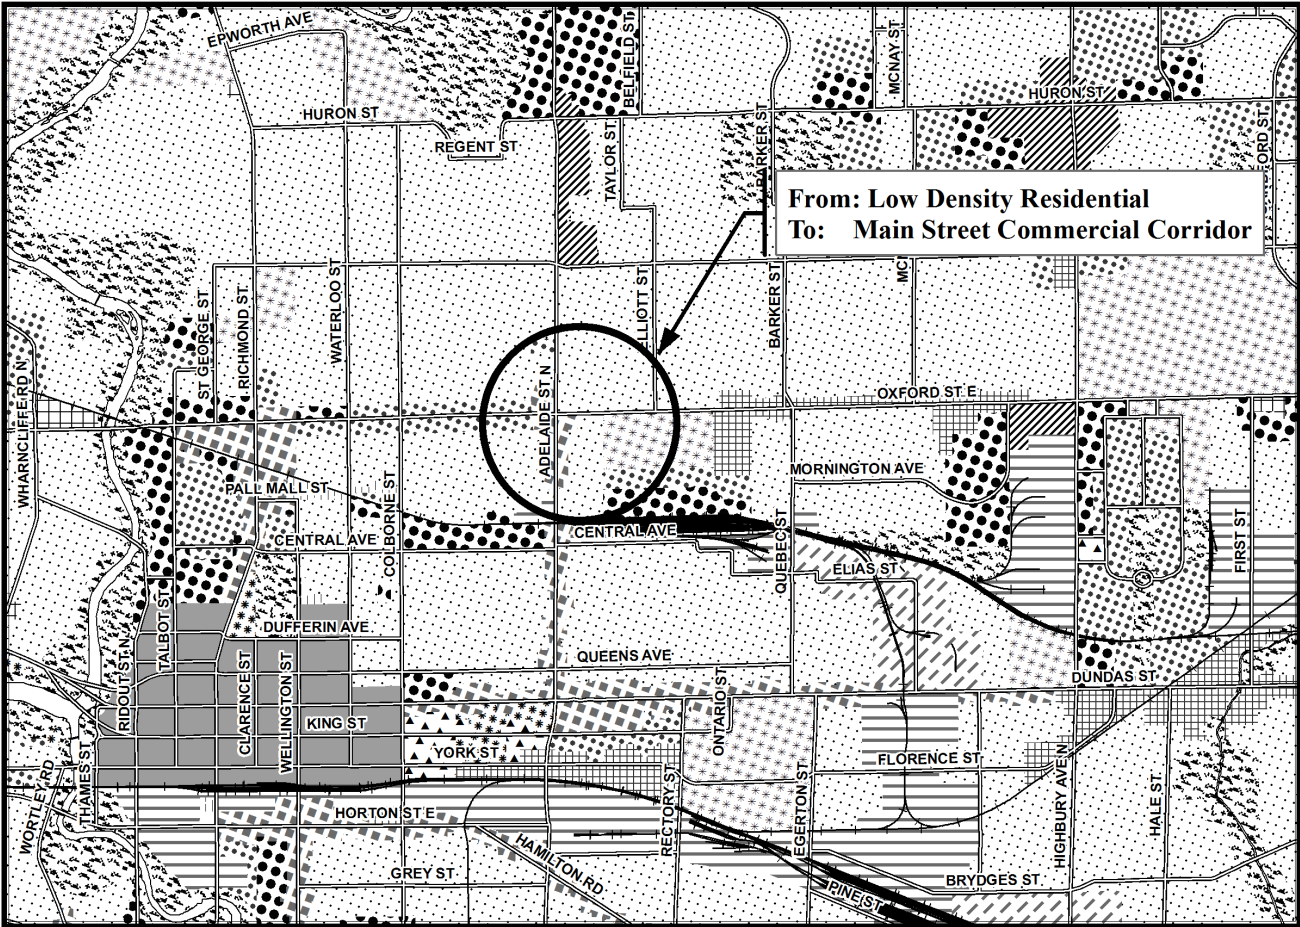 EPWORTH AVE
BELFIELD ST
MCNAY ST
HURON ST
HURON ST
REGENT ST
TAYLOR ST
BARKER ST
ORD ST
From: Low Density Residential
To: Main Street Commercial Corridor
ST GEORGE ST
RICHMOND ST
WATERLOO ST
ELLIOTT ST
BARKER ST
MC
WHARNCLIFFE RD N
ADELAIDE ST N
OXFORD ST E
PALL MALL ST
COLBORNE ST
MORNINGTON AVE
CENTRAL AVE
CENTRAL AVE
QUEBEC ST
ELIAS ST
FIRST ST
TALBOT ST
DUFFERIN AVE
RIDOUT ST N
CLARENCE ST
WELLINGTON ST
QUEENS AVE
ONTARIO ST
DUNDAS ST
KING ST
YORK ST
THAMES ST
WORTLEY RD
FLORENCE ST
HORTON ST E
RECTORY ST
EGERTON ST
HIGHBURY AVE N
HALE ST
HAMILTON RD
GREY ST
PINE ST
BRYDGES ST